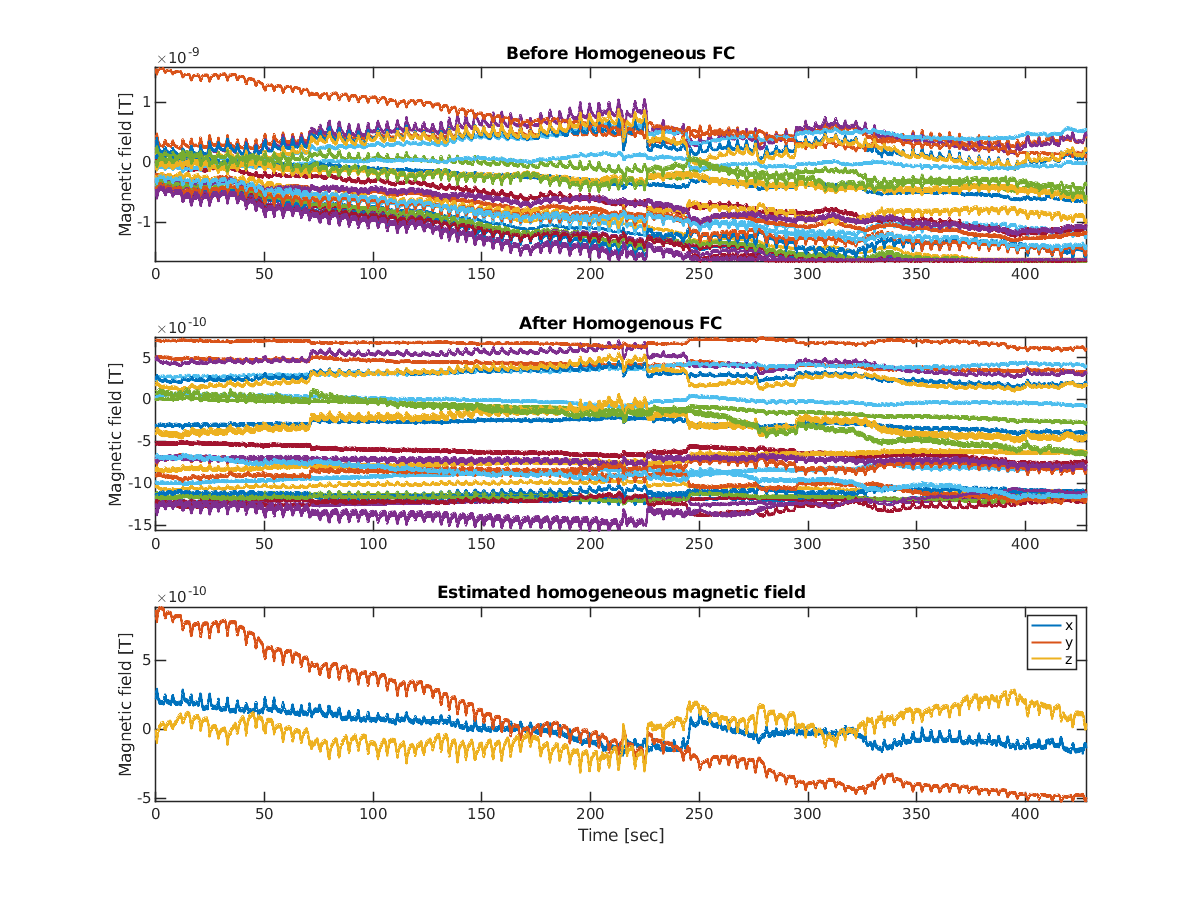 Before Homogeneous FC
×10^-9
Magnetic field [T]
1
0
-1
0 50 100 150 200 250 300 350 400
After Homogenous FC
×10^-10
Magnetic field [T]
5
0
-5
-10
-15
0 50 100 150 200 250 300 350 400
Estimated homogeneous magnetic field
×10^-10
Magnetic field [T]
5
0
-5
x
y
z
0 50 100 150 200 250 300 350 400
Time [sec]